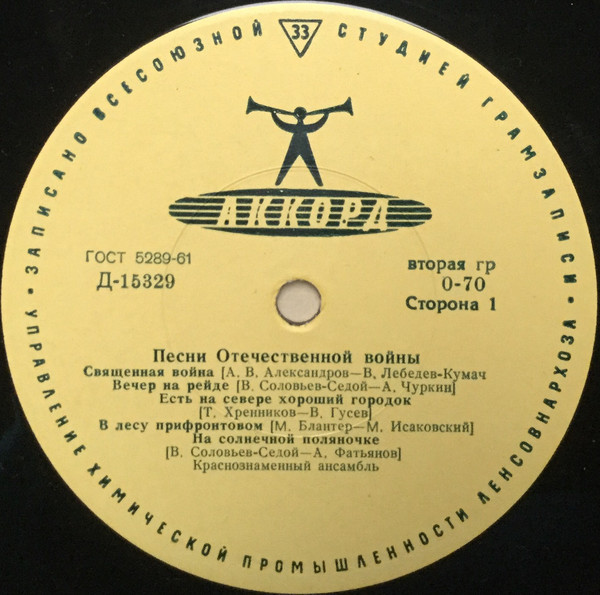 ЗАПИСАНО ВСЕСОЮЗНОЙ 33 СТУДИЕЙ ГРАМЗАПИСИ
АККОРД
ГОСТ 5289-61
Д-15329
вторая гр
0-70
Сторона 1
Песни Отечественной войны
Священная война [А. В. Александров—В. Лебедев-Кумач
Вечер на рейде [В. Соловьев-Седой—А. Чуркин]
Есть на севере хороший городок
[Т. Хренников—В. Гусев]
В лесу прифронтовом [М. Блантер—М. Исаковский]
На солнечной поляночке
[В. Соловьев-Седой—А. Фатьянов]
Краснознаменный ансамбль
УПРАВЛЕНИЕ ХИМИЧЕСКОЙ ПРОМЫШЛЕННОСТИ ЛЕНСОВНАРХОЗА